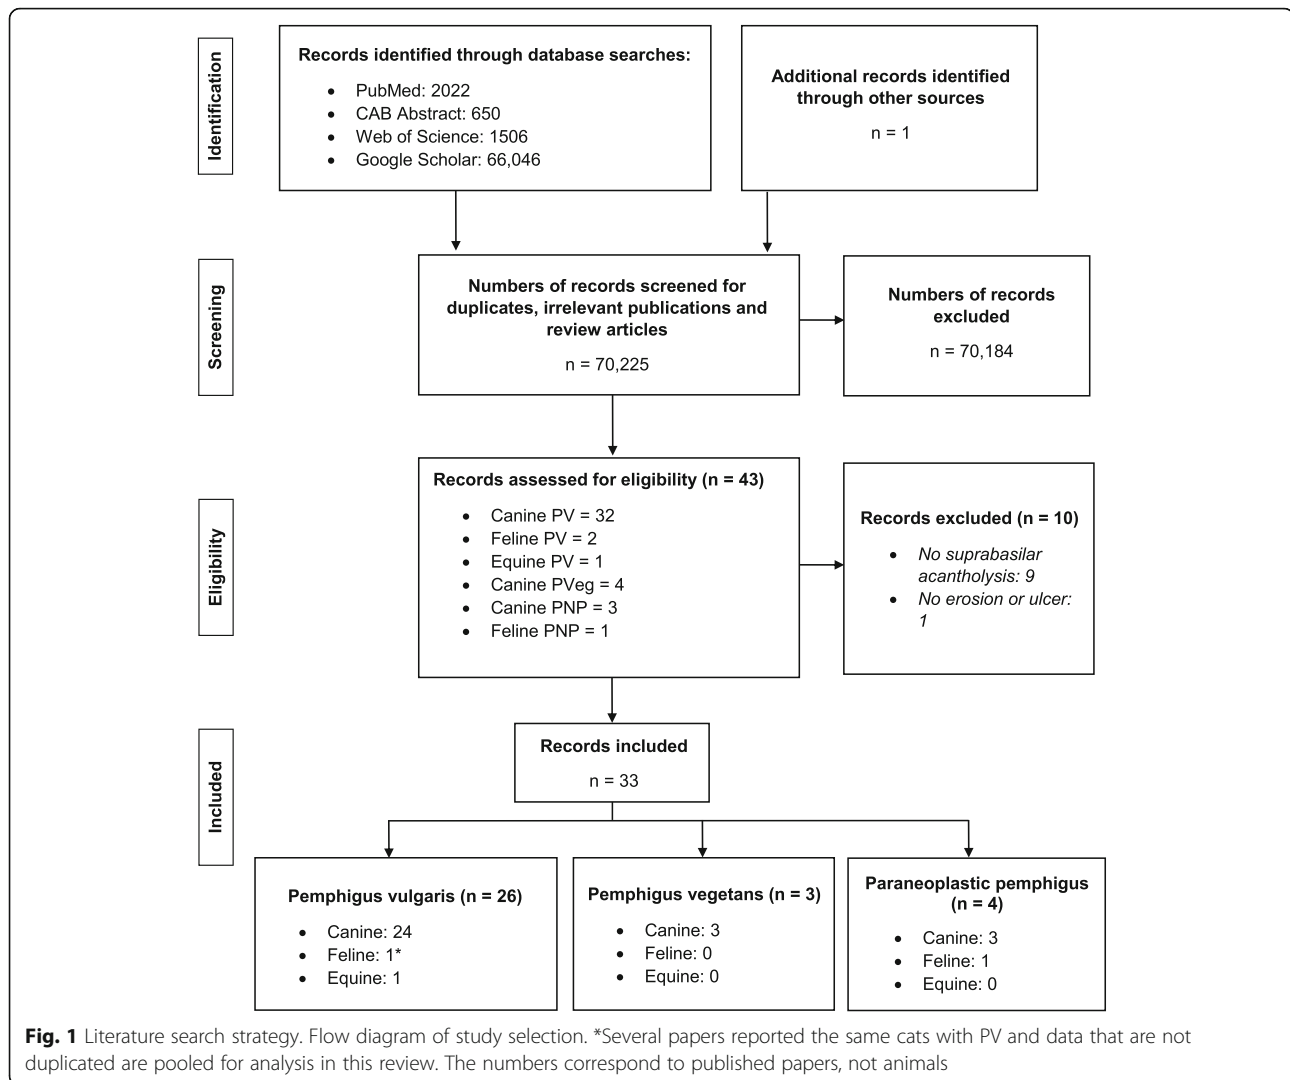 Identification
Records identified through database searches:
• PubMed: 2022
• CAB Abstract: 650
• Web of Science: 1506
• Google Scholar: 66,046
Additional records identified
through other sources
n = 1
Screening
Numbers of records screened for
duplicates, irrelevant publications and
review articles
n = 70,225
Numbers of records
excluded
n = 70,184
Eligibility
Records assessed for eligibility (n = 43)
• Canine PV = 32
• Feline PV = 2
• Equine PV = 1
• Canine PVeg = 4
• Canine PNP = 3
• Feline PNP = 1
Records excluded (n = 10)
• No suprabasilar
acantholysis: 9
• No erosion or ulcer:
1
Included
Records included
n = 33
Pemphigus vulgaris (n = 26)
• Canine: 24
• Feline: 1*
• Equine: 1
Pemphigus vegetans (n = 3)
• Canine: 3
• Feline: 0
• Equine: 0
Paraneoplastic pemphigus
(n = 4)
• Canine: 3
• Feline: 1
• Equine: 0
Fig. 1 Literature search strategy. Flow diagram of study selection. *Several papers reported the same cats with PV and data that are not
duplicated are pooled for analysis in this review. The numbers correspond to published papers, not animals